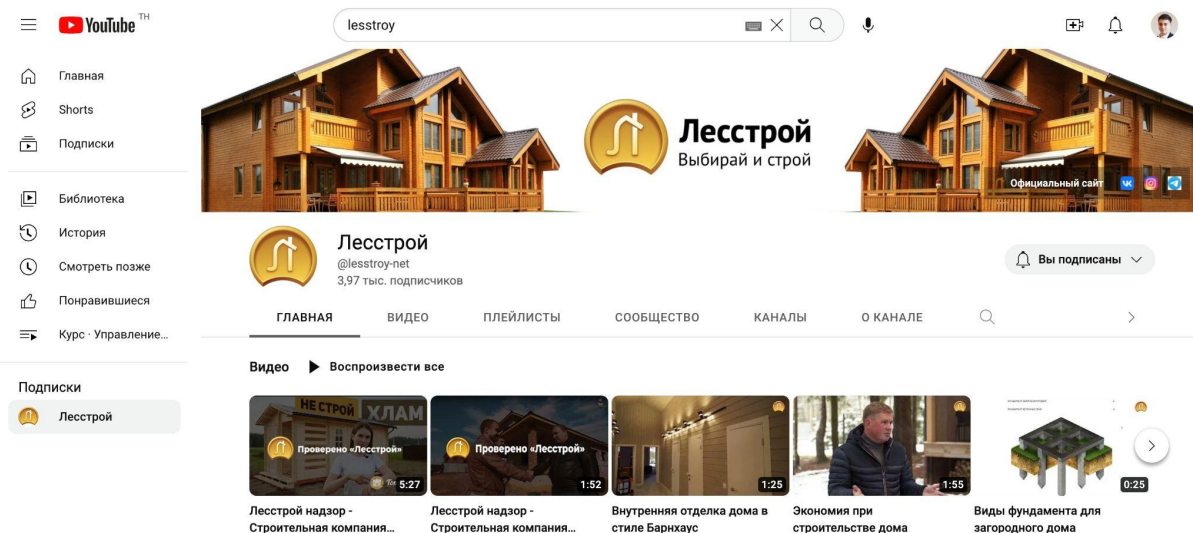 YouTube TH
lesstroy
Главная
Shorts
Подписки
Библиотека
История
Смотреть позже
Понравившиеся
Курс · Управление...
Подписки
Лесстрой
Лесстрой
Выбирай и строй
Официальный сайт
Лесстрой
@lesstroy-net
3,97 тыс. подписчиков
Вы подписаны
ГЛАВНАЯ ВИДЕО ПЛЕЙЛИСТЫ СООБЩЕСТВО КАНАЛЫ О КАНАЛЕ
Видео Воспроизвести все
НЕ СТРОЙ ХЛАМ
Проверено «Лесстрой»
5:27
Лесстрой надзор -
Строительная компания...
Проверено «Лесстрой»
1:52
Лесстрой надзор -
Строительная компания...
1:25
Внутренняя отделка дома в
стиле Барнхаус
1:55
Экономия при
строительстве дома
0:25
Виды фундамента для
загородного дома